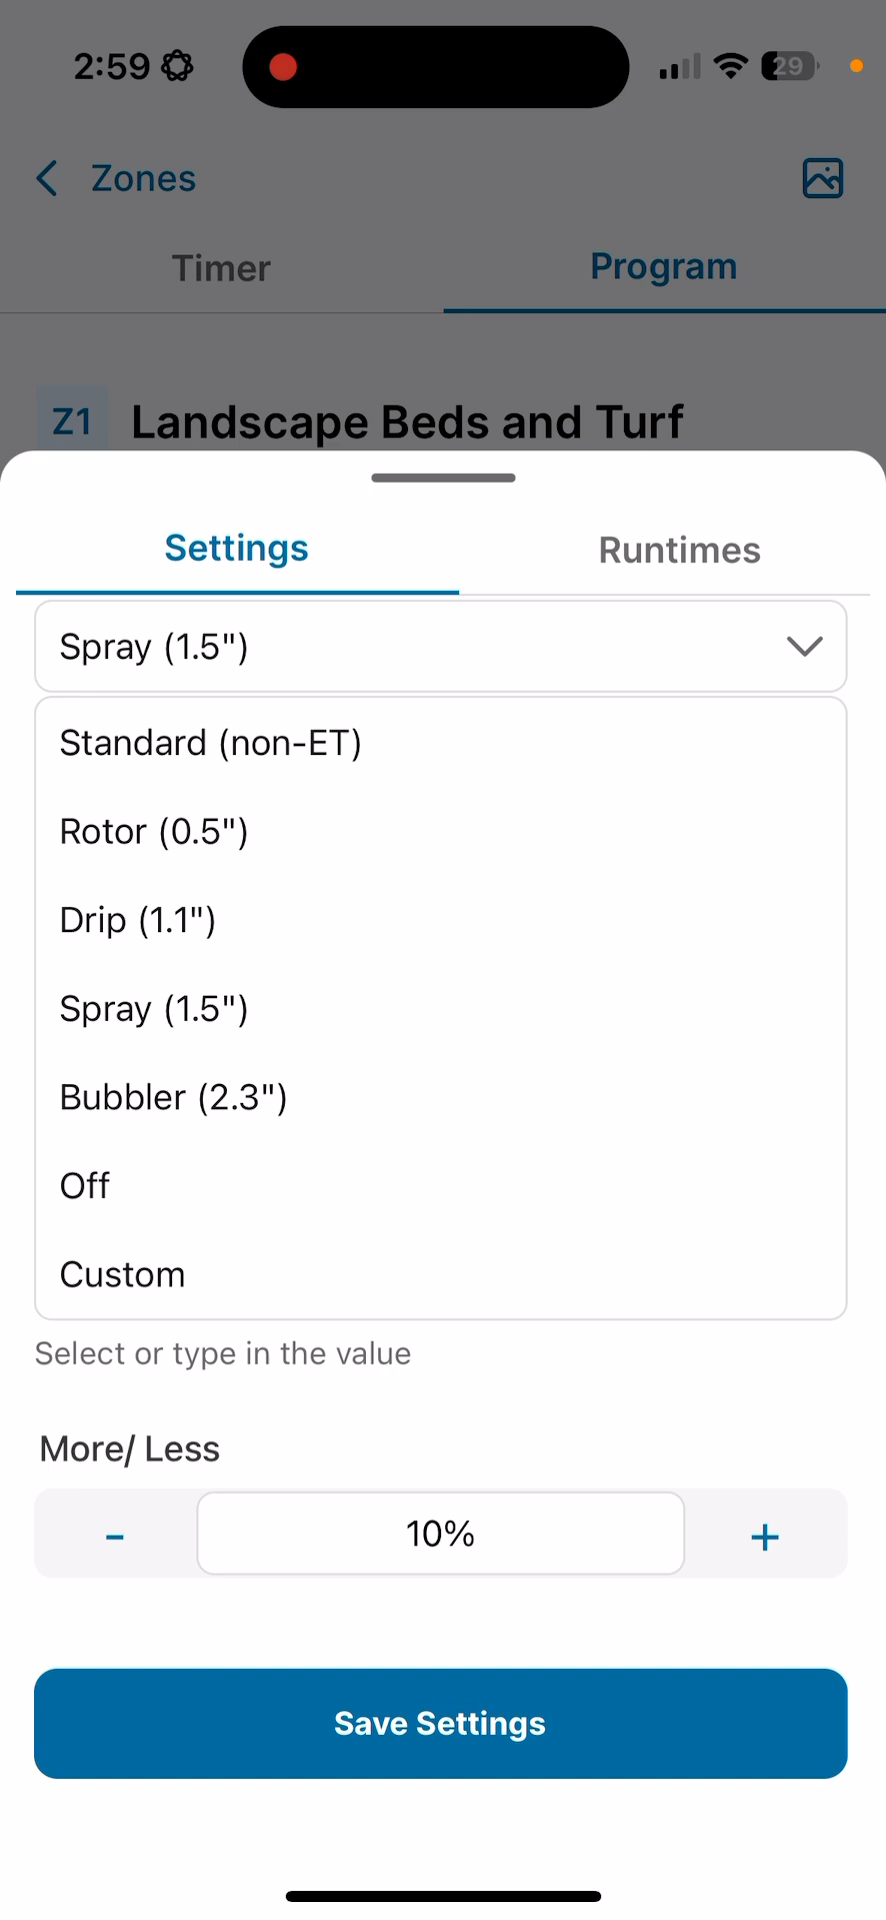 2:59
29
Zones
Timer
Program
Z1
Landscape Beds and Turf
Settings
Runtimes
Spray (1.5")
Standard (non-ET)
Rotor (0.5")
Drip (1.1")
Spray (1.5")
Bubbler (2.3")
Off
Custom
Select or type in the value
More/ Less
- 10% +
Save Settings